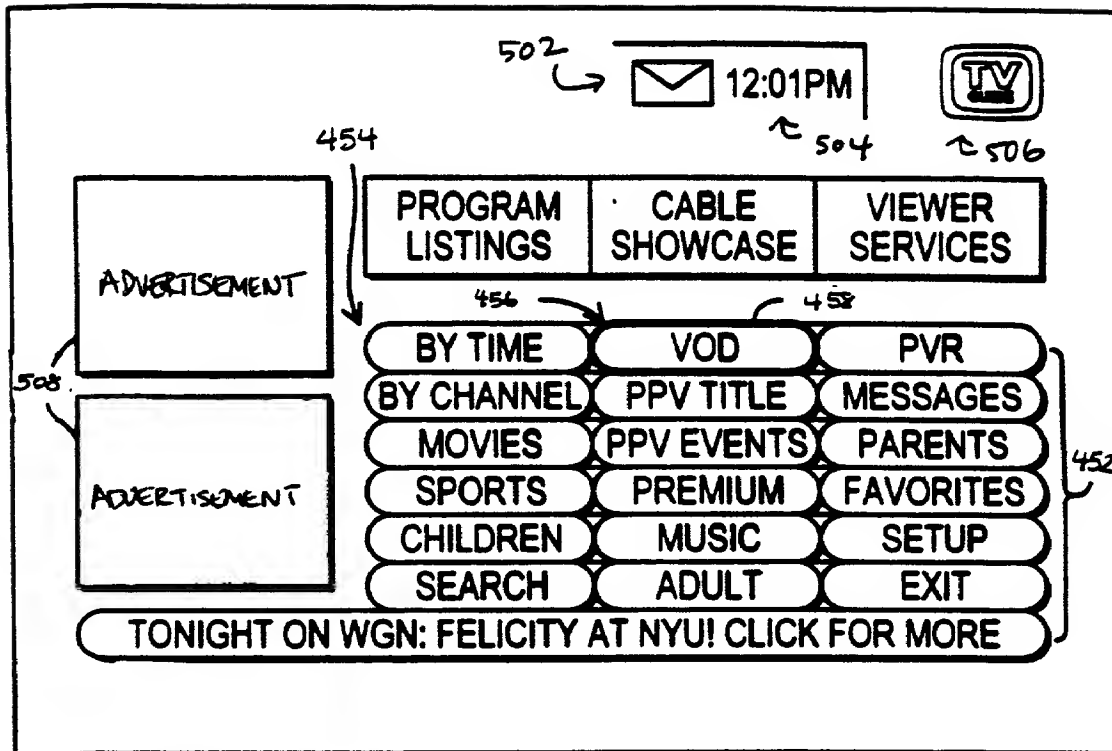 502
12:01PM
TV
GUIDE
504
506
454
PROGRAM LISTINGS
CABLE SHOWCASE
VIEWER SERVICES
ADVERTISEMENT
456
458
BY TIME VOD PVR
508
BY CHANNEL PPV TITLE MESSAGES
MOVIES PPV EVENTS PARENTS
452
ADVERTISEMENT
SPORTS PREMIUM FAVORITES
CHILDREN MUSIC SETUP
SEARCH ADULT EXIT
TONIGHT ON WGN: FELICITY AT NYU! CLICK FOR MORE